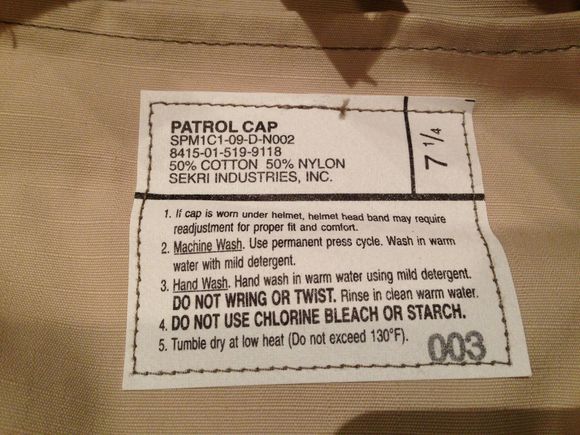 PATROL CAP
SPM1C1-09-D-N002
8415-01-519-9118
50% COTTON 50% NYLON
SEKRI INDUSTRIES, INC.
7 1/4
1. If cap is worn under helmet, helmet head band may require
readjustment for proper fit and comfort.
2. Machine Wash. Use permanent press cycle. Wash in warm
water with mild detergent.
3. Hand Wash. Hand wash in warm water using mild detergent.
DO NOT WRING OR TWIST. Rinse in clean warm water.
4. DO NOT USE CHLORINE BLEACH OR STARCH.
5. Tumble dry at low heat (Do not exceed 130°F).
003